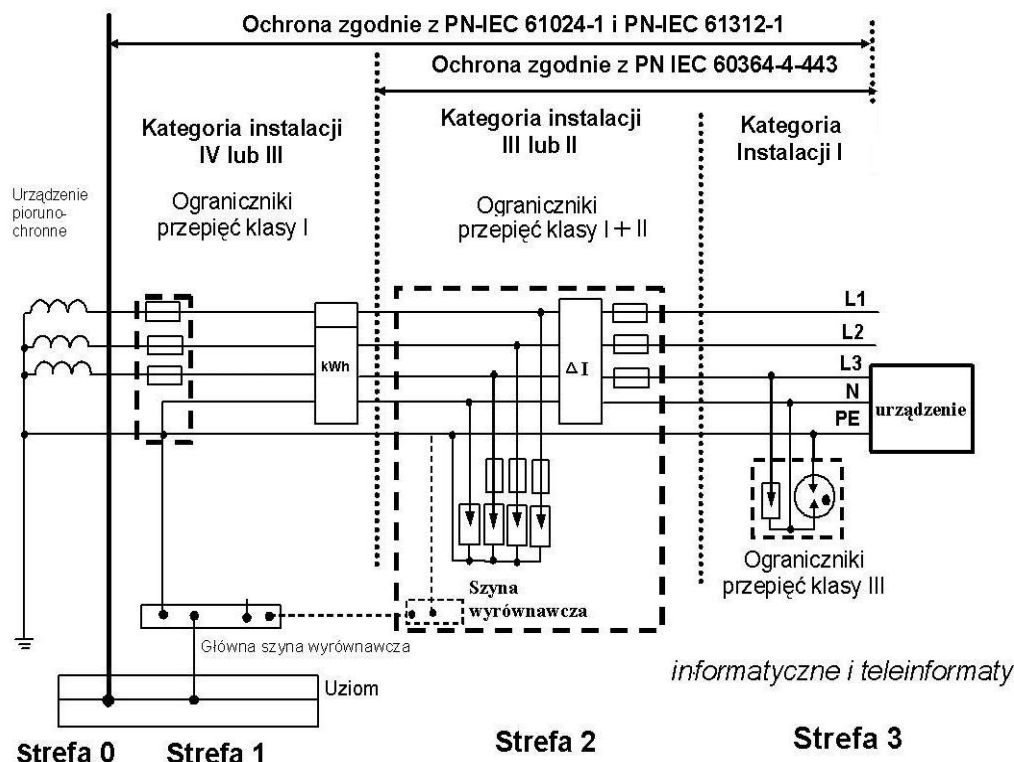 Ochrona zgodnie z PN-IEC 61024-1 i PN-IEC 61312-1
Ochrona zgodnie z PN IEC 60364-4-443
Kategoria instalacji
IV lub III
Kategoria instalacji
III lub II
Kategoria
Instalacji I
Urządzenie
pioruno-
chronne
Ograniczniki
przepięć klasy I
Ograniczniki
przepięć klasy I + II
L1
L2
L3
N
PE
kWh
Δ I
urządzenie
Ograniczniki
przepięć klasy III
Szyna
wyrównawcza
Główna szyna wyrównawcza
Uziom
informatyczne i teleinformaty
Strefa 0
Strefa 1
Strefa 2
Strefa 3